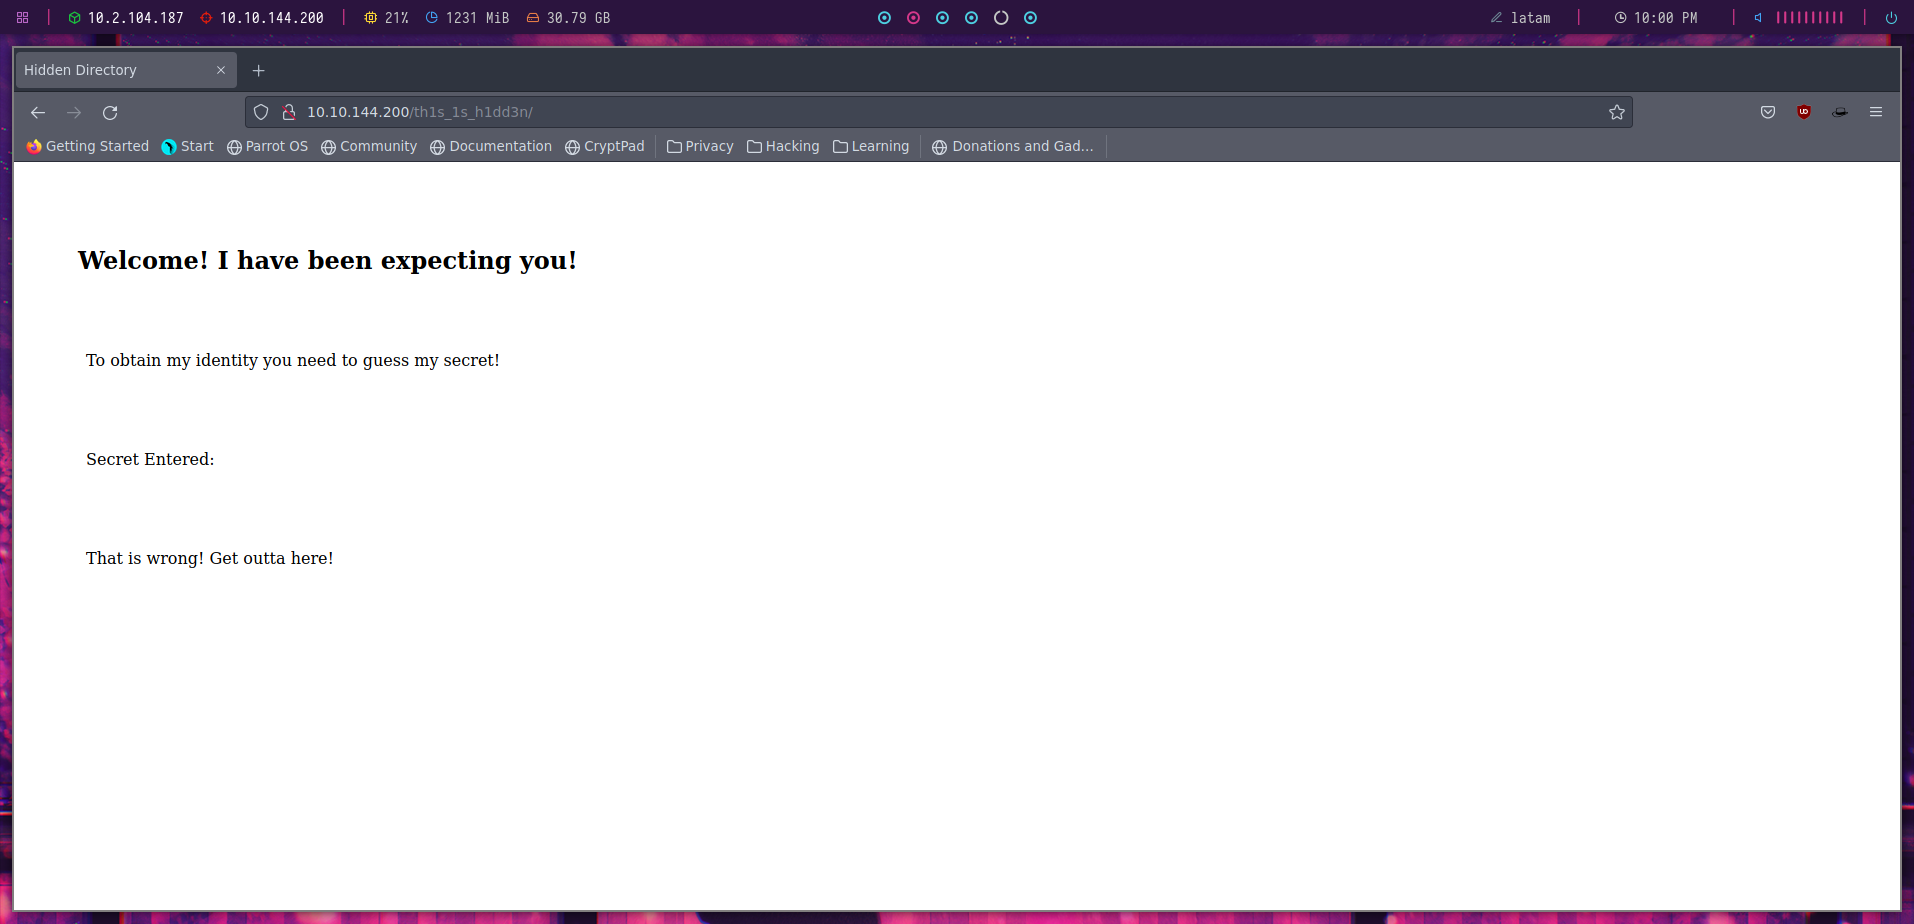 10.2.104.187 10.10.144.200 21% 1231 MiB 30.79 GB latam 10:00 PM
Hidden Directory
10.10.144.200/th1s_1s_h1dd3n/
Getting Started Start Parrot OS Community Documentation CryptPad Privacy Hacking Learning Donations and Gad...
Welcome! I have been expecting you!
To obtain my identity you need to guess my secret!
Secret Entered:
That is wrong! Get outta here!